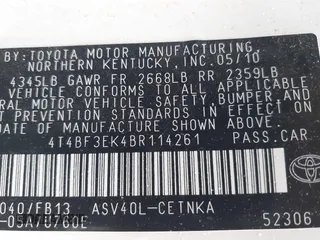 BY: TOYOTA MOTOR MANUFACTURING,
NORTHERN KENTUCKY, INC. 05/10
4345LB GAWR FR 2668LB RR 2359LB
VEHICLE CONFORMS TO ALL APPLICABLE
RAL MOTOR VEHICLE SAFETY, BUMPER AND
T PREVENTION STANDARDS IN EFFECT ON
ATE OF MANUFACTURE SHOWN ABOVE.
4T4BF3EK4BR114261 PASS.CAR
040/FB13 ASV40L-CETNKA
TOYOTA
52306